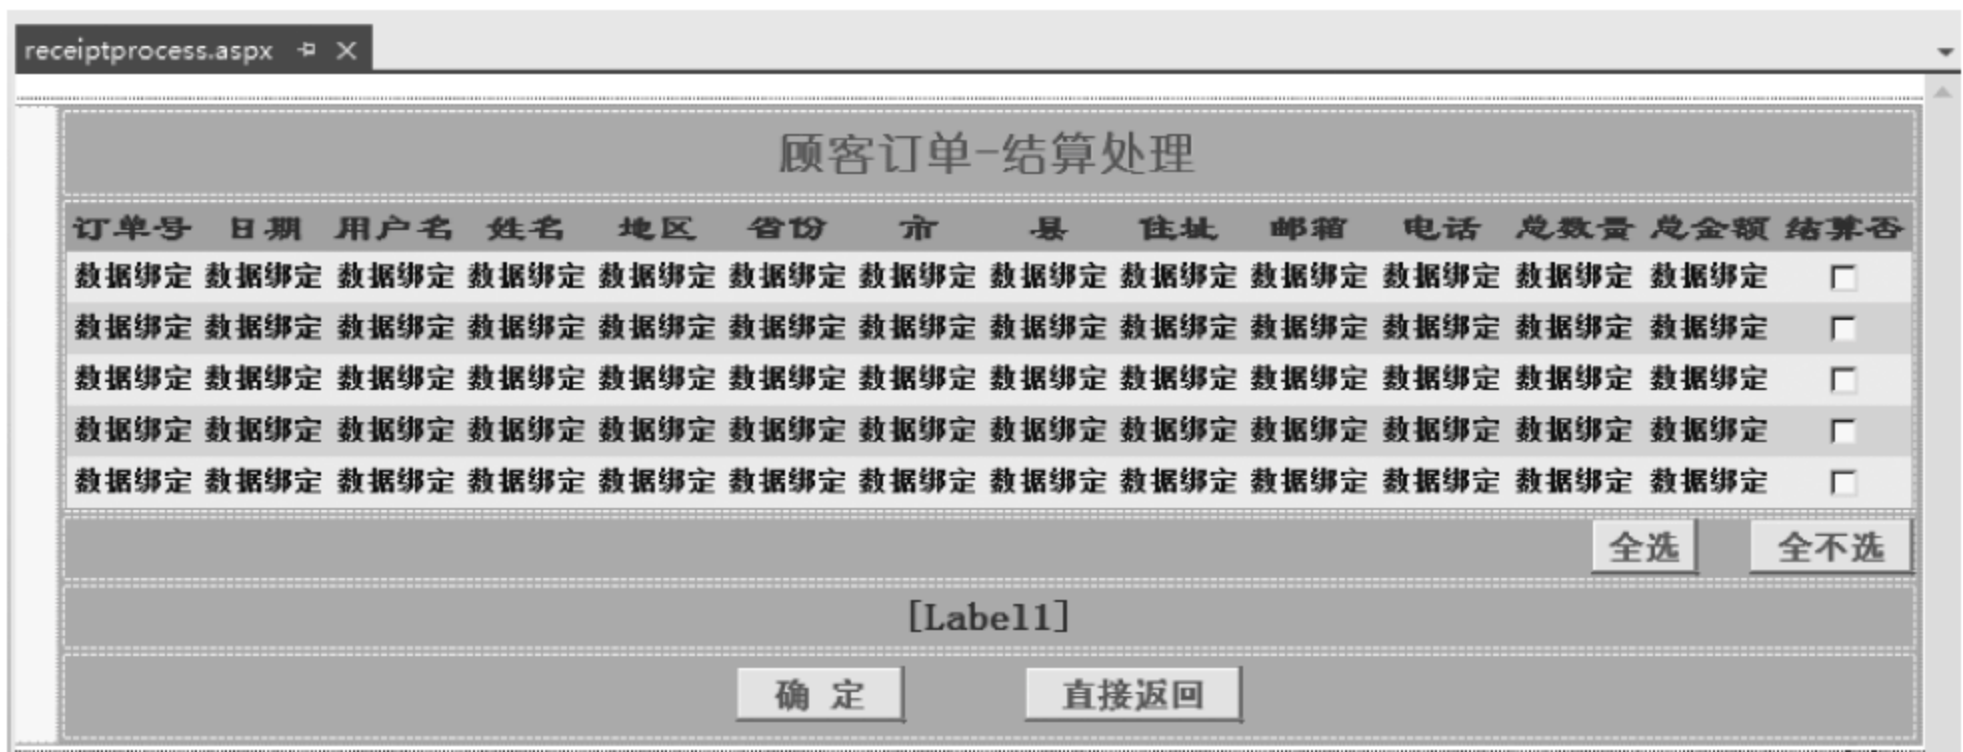 receiptprocess.aspx
顾客订单-结算处理
订单号 日期 用户名 姓名 地区 省份 市 县 住址 邮箱 电话 总数量 总金额 结算否
数据绑定 数据绑定 数据绑定 数据绑定 数据绑定 数据绑定 数据绑定 数据绑定 数据绑定 数据绑定 数据绑定 数据绑定 数据绑定
数据绑定 数据绑定 数据绑定 数据绑定 数据绑定 数据绑定 数据绑定 数据绑定 数据绑定 数据绑定 数据绑定 数据绑定 数据绑定
数据绑定 数据绑定 数据绑定 数据绑定 数据绑定 数据绑定 数据绑定 数据绑定 数据绑定 数据绑定 数据绑定 数据绑定 数据绑定
数据绑定 数据绑定 数据绑定 数据绑定 数据绑定 数据绑定 数据绑定 数据绑定 数据绑定 数据绑定 数据绑定 数据绑定 数据绑定
数据绑定 数据绑定 数据绑定 数据绑定 数据绑定 数据绑定 数据绑定 数据绑定 数据绑定 数据绑定 数据绑定 数据绑定 数据绑定
全选 全不选
[Label1]
确 定 直接返回